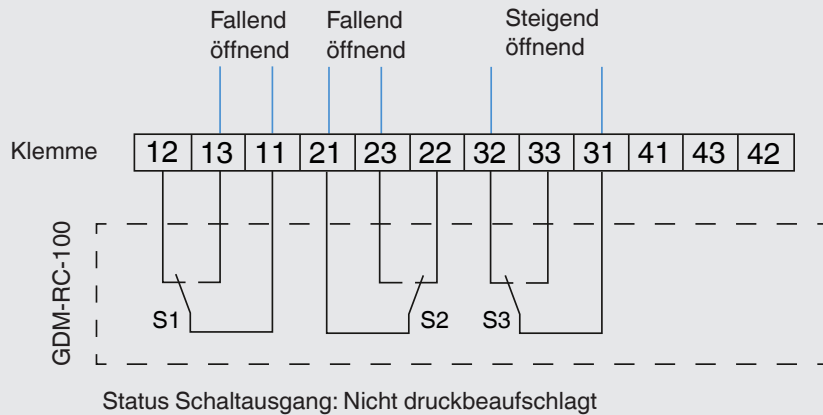 Fallend öffnend
Fallend öffnend
Steigend öffnend
Klemme
12 13 11 21 23 22 32 33 31 41 43 42
GDM-RC-100
S1 S2 S3
Status Schaltausgang: Nicht druckbeaufschlagt